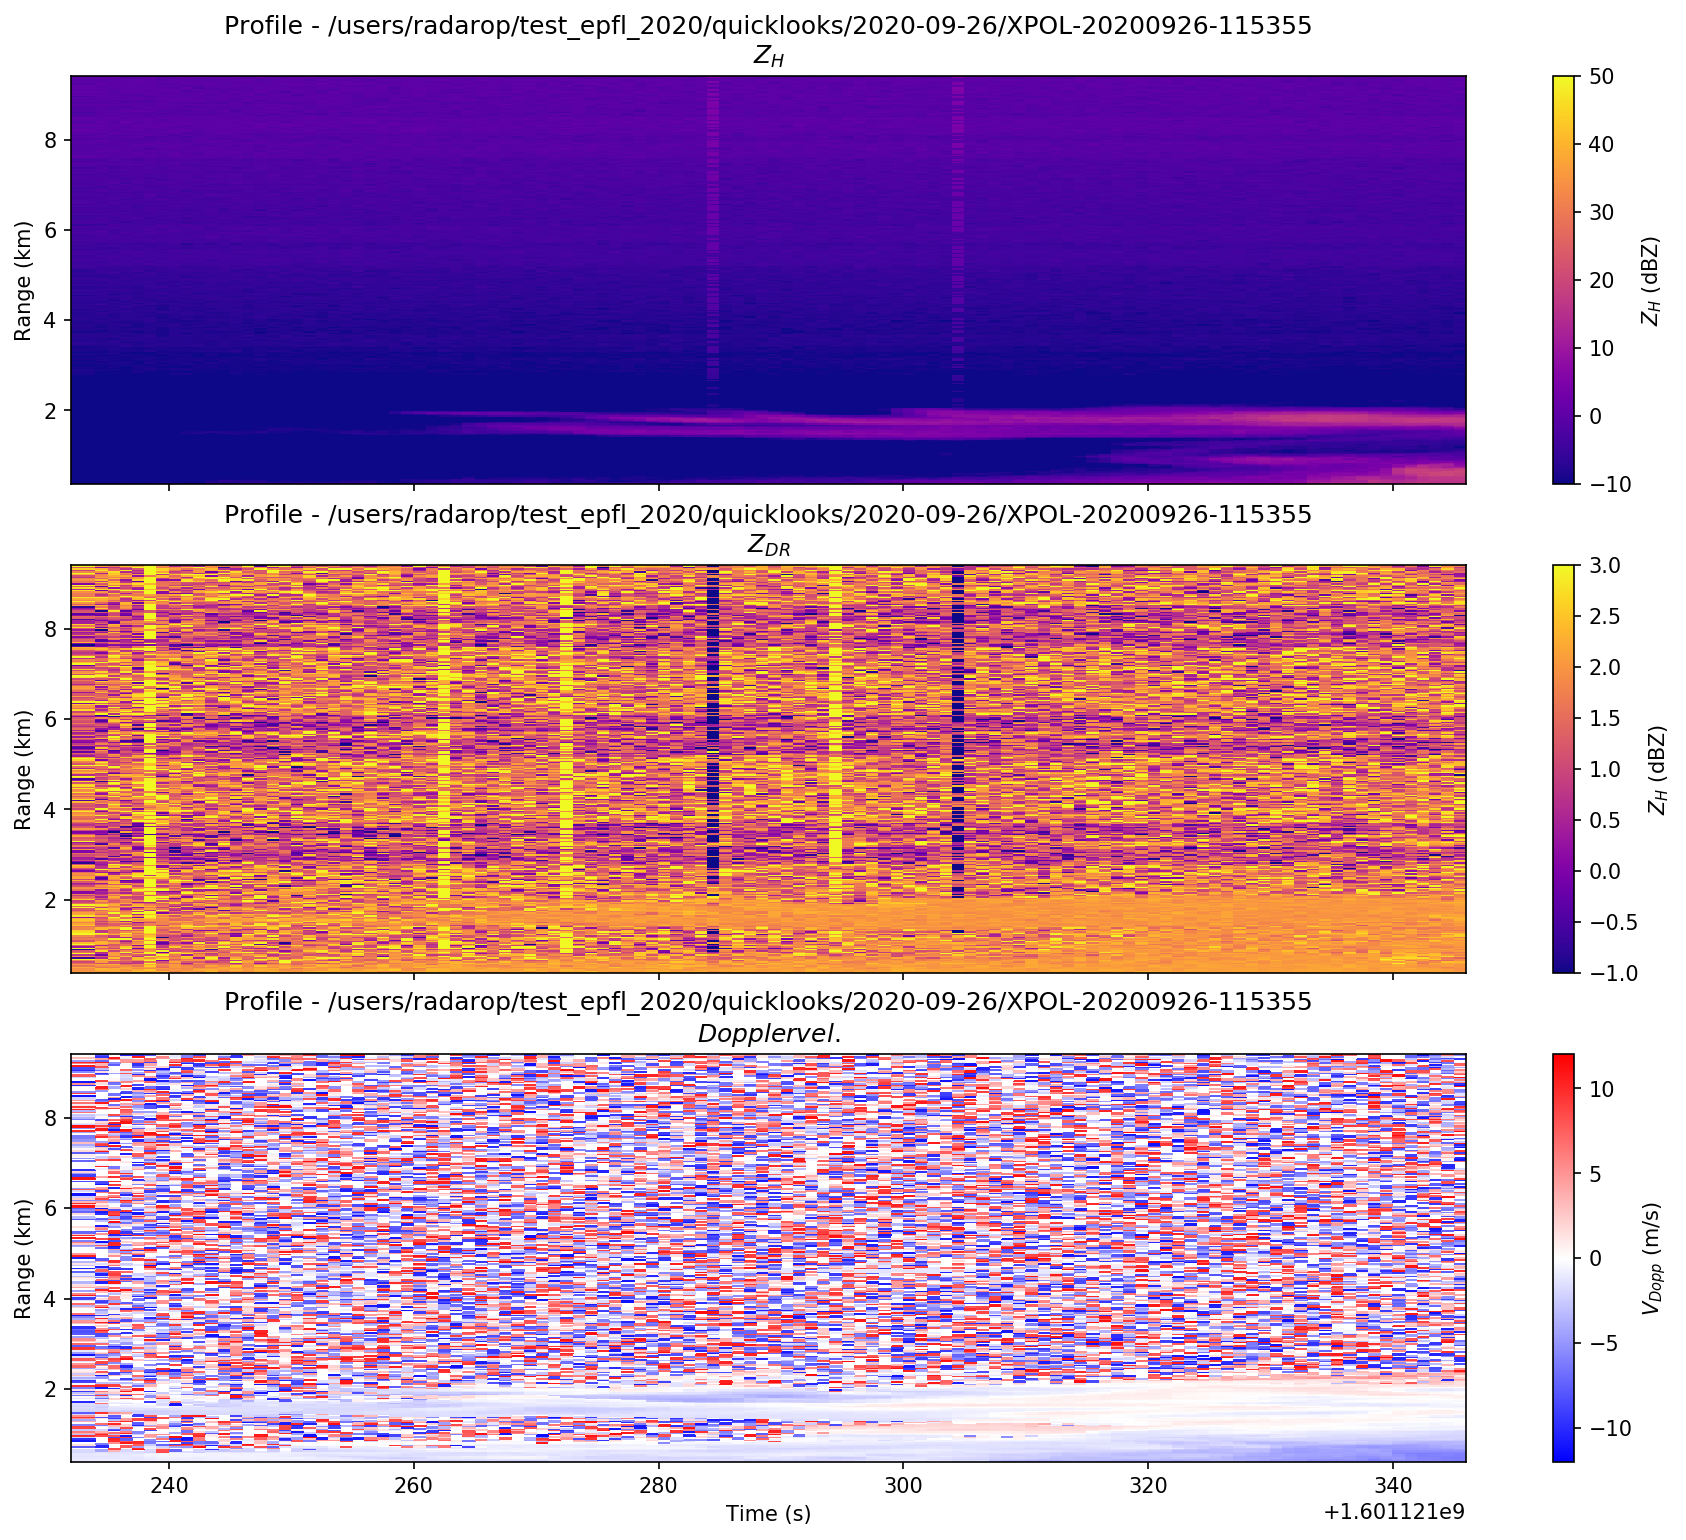 Profile - /users/radarop/test_epfl_2020/quicklooks/2020-09-26/XPOL-20200926-115355
Z_H
8
6
4
2
Range (km)
50
40
30
20
10
0
−10
Z_H (dBZ)
Profile - /users/radarop/test_epfl_2020/quicklooks/2020-09-26/XPOL-20200926-115355
Z_DR
8
6
4
2
Range (km)
3.0
2.5
2.0
1.5
1.0
0.5
0.0
−0.5
−1.0
Z_H (dBZ)
Profile - /users/radarop/test_epfl_2020/quicklooks/2020-09-26/XPOL-20200926-115355
Dopplervel.
8
6
4
2
Range (km)
10
5
0
−5
−10
V_Dopp (m/s)
240 260 280 300 320 340
Time (s)
+1.601121e9